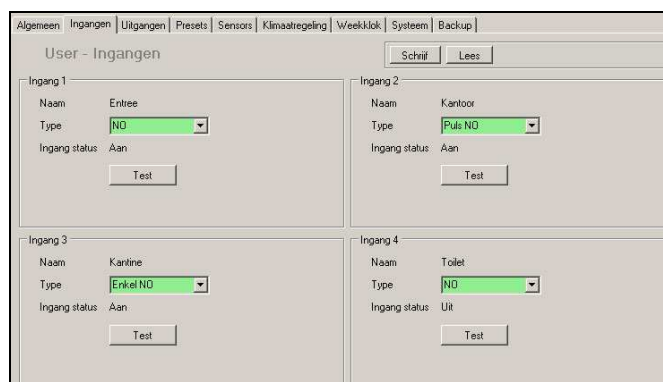 Algemeen Ingangen Uitgangen Presets Sensors Klimaatregeling Weekklok Systeem Backup
User - Ingangen
Schrijf Lees
Ingang 1
Naam Entree
Type NO
Ingang status Aan
Test
Ingang 2
Naam Kantoor
Type Puls NO
Ingang status Aan
Test
Ingang 3
Naam Kantine
Type Enkel NO
Ingang status Aan
Test
Ingang 4
Naam Toilet
Type NO
Ingang status Uit
Test